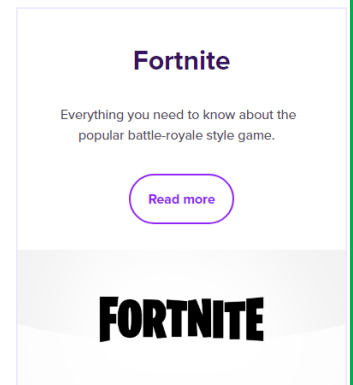 Fortnite
Everything you need to know about the
popular battle-royale style game.
Read more
FORTNITE